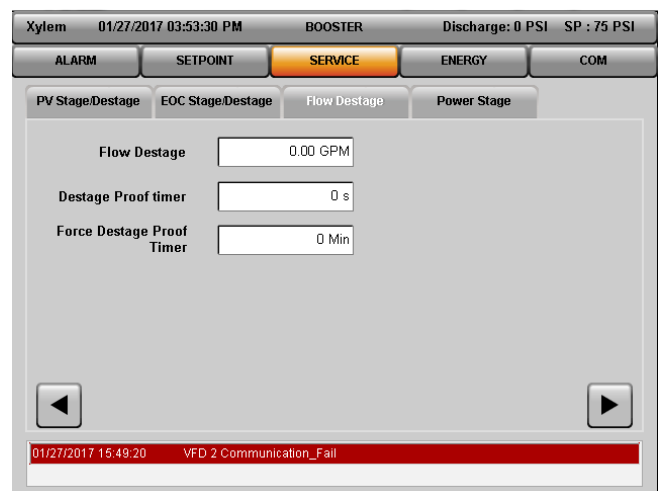 Xylem 01/27/2017 03:53:30 PM BOOSTER Discharge: 0 PSI SP : 75 PSI
ALARM SETPOINT SERVICE ENERGY COM
PV Stage/Destage EOC Stage/Destage Flow Destage Power Stage
Flow Destage 0.00 GPM
Destage Proof timer 0 s
Force Destage Proof
Timer 0 Min
01/27/2017 15:49:20 VFD 2 Communication_Fail